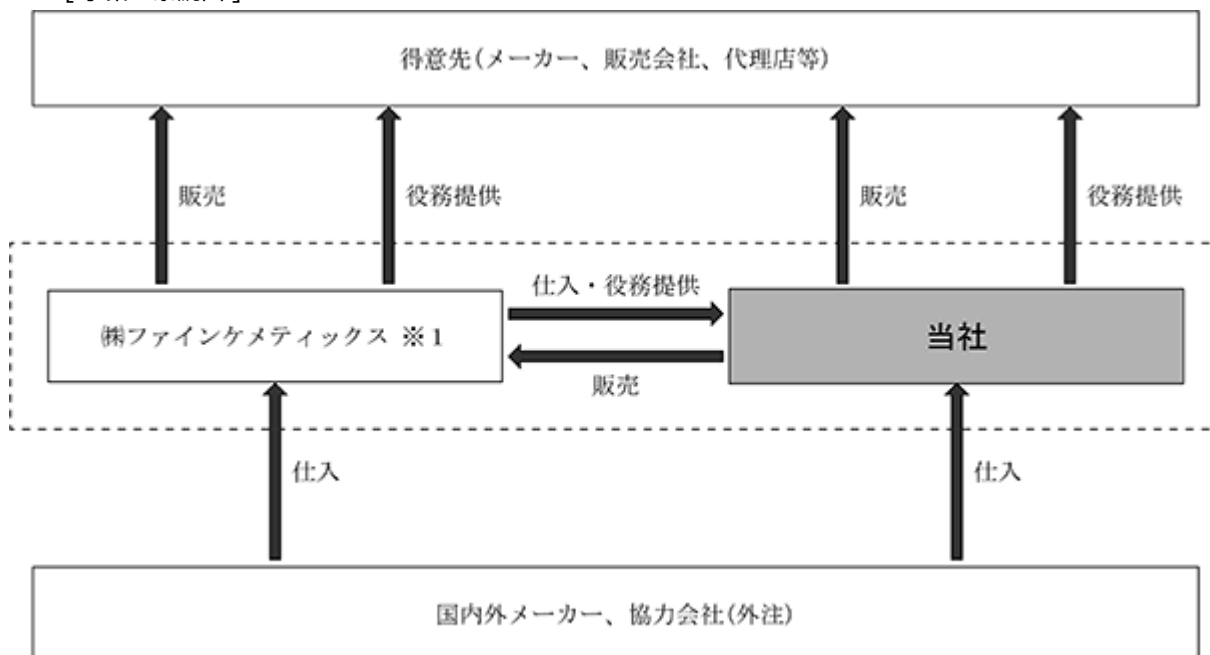 得意先(メーカー、販売会社、代理店等)
販売
役務提供
販売
役務提供
仕入・役務提供
㈱ファインケメティックス ※1
当社
販売
仕入
仕入
国内外メーカー、協力会社(外注)